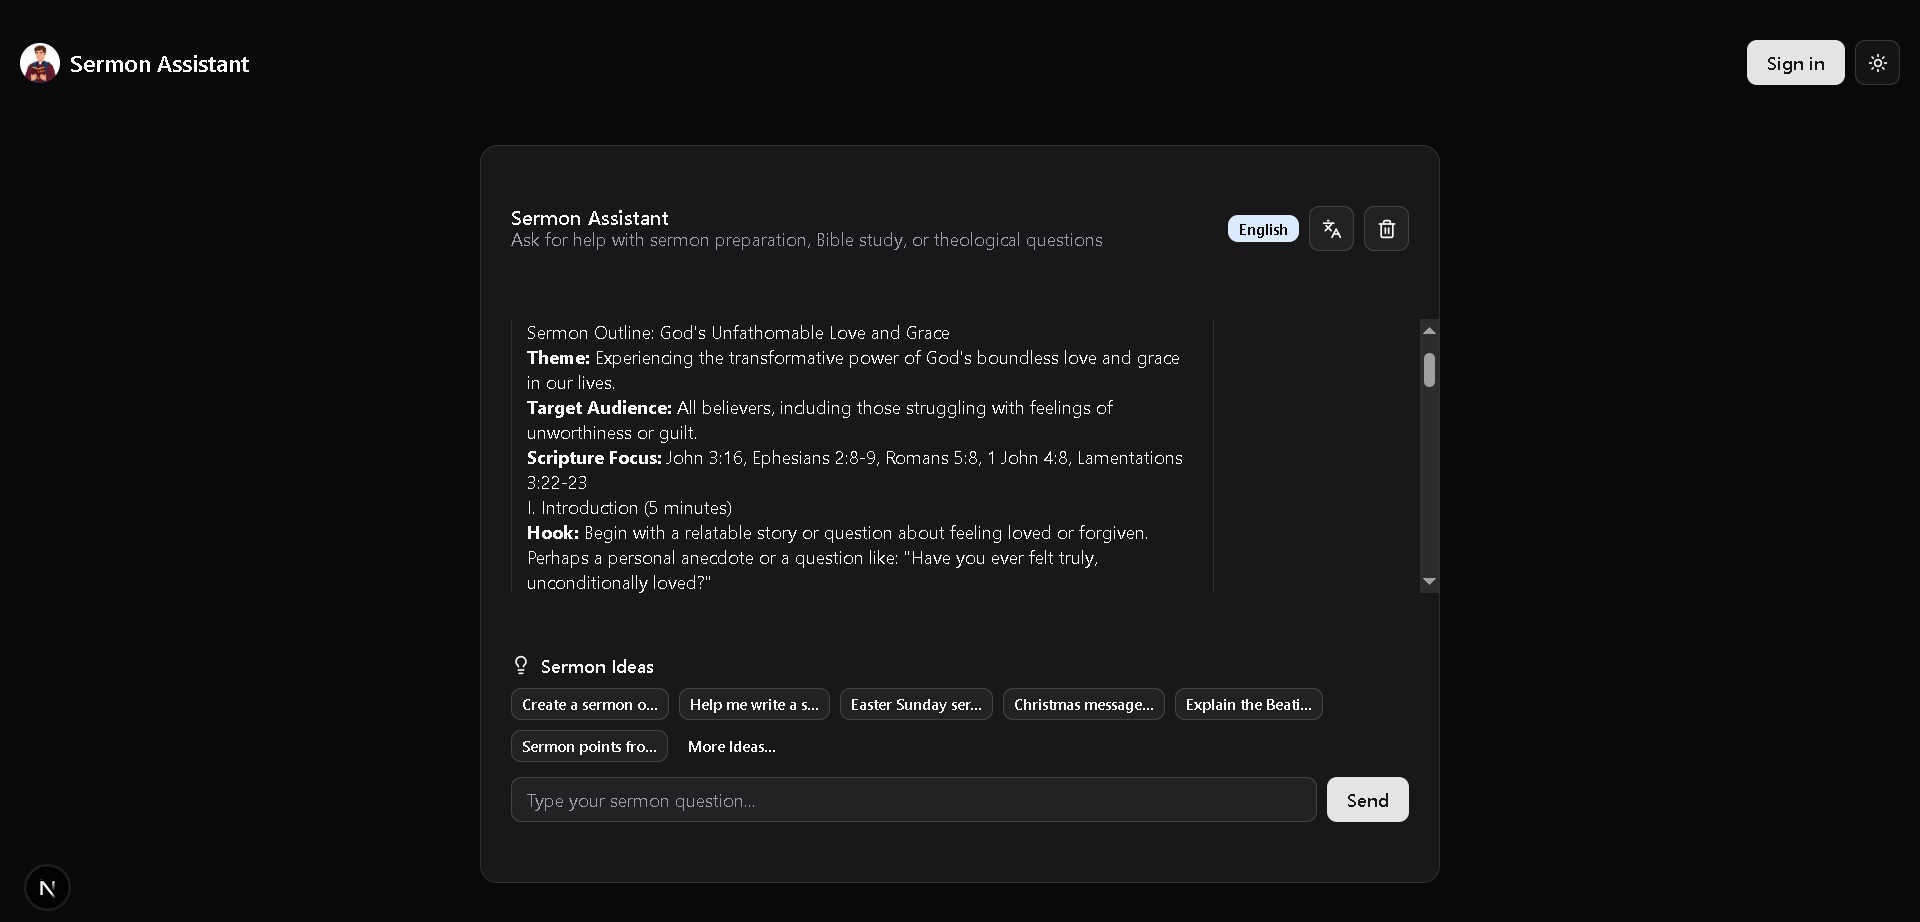 Sermon Assistant
Sign in
Sermon Assistant
Ask for help with sermon preparation, Bible study, or theological questions
English
Sermon Outline: God's Unfathomable Love and Grace
Theme: Experiencing the transformative power of God's boundless love and grace
in our lives.
Target Audience: All believers, including those struggling with feelings of
unworthiness or guilt.
Scripture Focus: John 3:16, Ephesians 2:8-9, Romans 5:8, 1 John 4:8, Lamentations
3:22-23
I. Introduction (5 minutes)
Hook: Begin with a relatable story or question about feeling loved or forgiven.
Perhaps a personal anecdote or a question like: "Have you ever felt truly,
unconditionally loved?"
Sermon Ideas
Create a sermon o...
Help me write a s...
Easter Sunday ser...
Christmas message...
Explain the Beati...
Sermon points fro...
More Ideas...
Type your sermon question...
Send
N